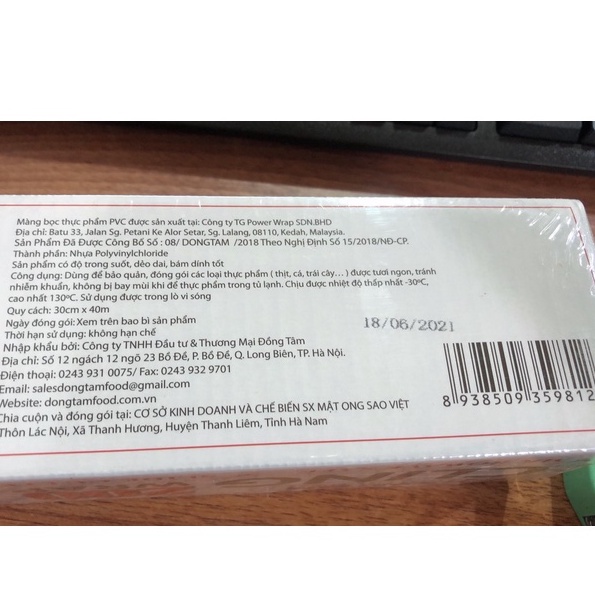 Màng bọc thực phẩm PVC được sản xuất tại: Công ty TG Power Wrap SDN.BHD
Địa chỉ: Batu 33, Jalan Sg. Petani Ke Alor Setar, Sg. Lalang, 08110, Kedah, Malaysia.
Sản Phẩm Đã Được Công Bố Số : 08/ DONGTAM /2018 Theo Nghị Định Số 15/2018/NĐ-CP.
Thành phần: Nhựa Polyvinylchloride
Sản phẩm có độ trong suốt, dẻo dai, bám dính tốt
Công dụng: Dùng để bảo quản, đóng gói các loại thực phẩm ( thịt, cá, trái cây… ) được tươi ngon, tránh
nhiễm khuẩn, không bị bay mùi khi để thực phẩm trong tủ lạnh. Chịu được nhiệt độ thấp nhất -30ºC,
cao nhất 130ºC. Sử dụng được trong lò vi sóng
Quy cách: 30cm x 40m
Ngày đóng gói: Xem trên bao bì sản phẩm
18/06/2021
Thời hạn sử dụng: không hạn chế
Nhập khẩu bởi: Công ty TNHH Đầu tư & Thương Mại Đồng Tâm
Địa chỉ: Số 12 ngách 12 ngõ 23 Bồ Đề, P. Bồ Đề, Q. Long Biên, TP. Hà Nội.
Điện thoại: 0243 931 0075/ Fax: 0243 932 9701
Email: salesdongtamfood@gmail.com
Website: dongtamfood.com.vn
Chia cuộn và đóng gói tại: CƠ SỞ KINH DOANH VÀ CHẾ BIẾN SX MẬT ONG SAO VIỆT
Thôn Lác Nội, Xã Thanh Hương, Huyện Thanh Liêm, Tỉnh Hà Nam
8 938509 359812